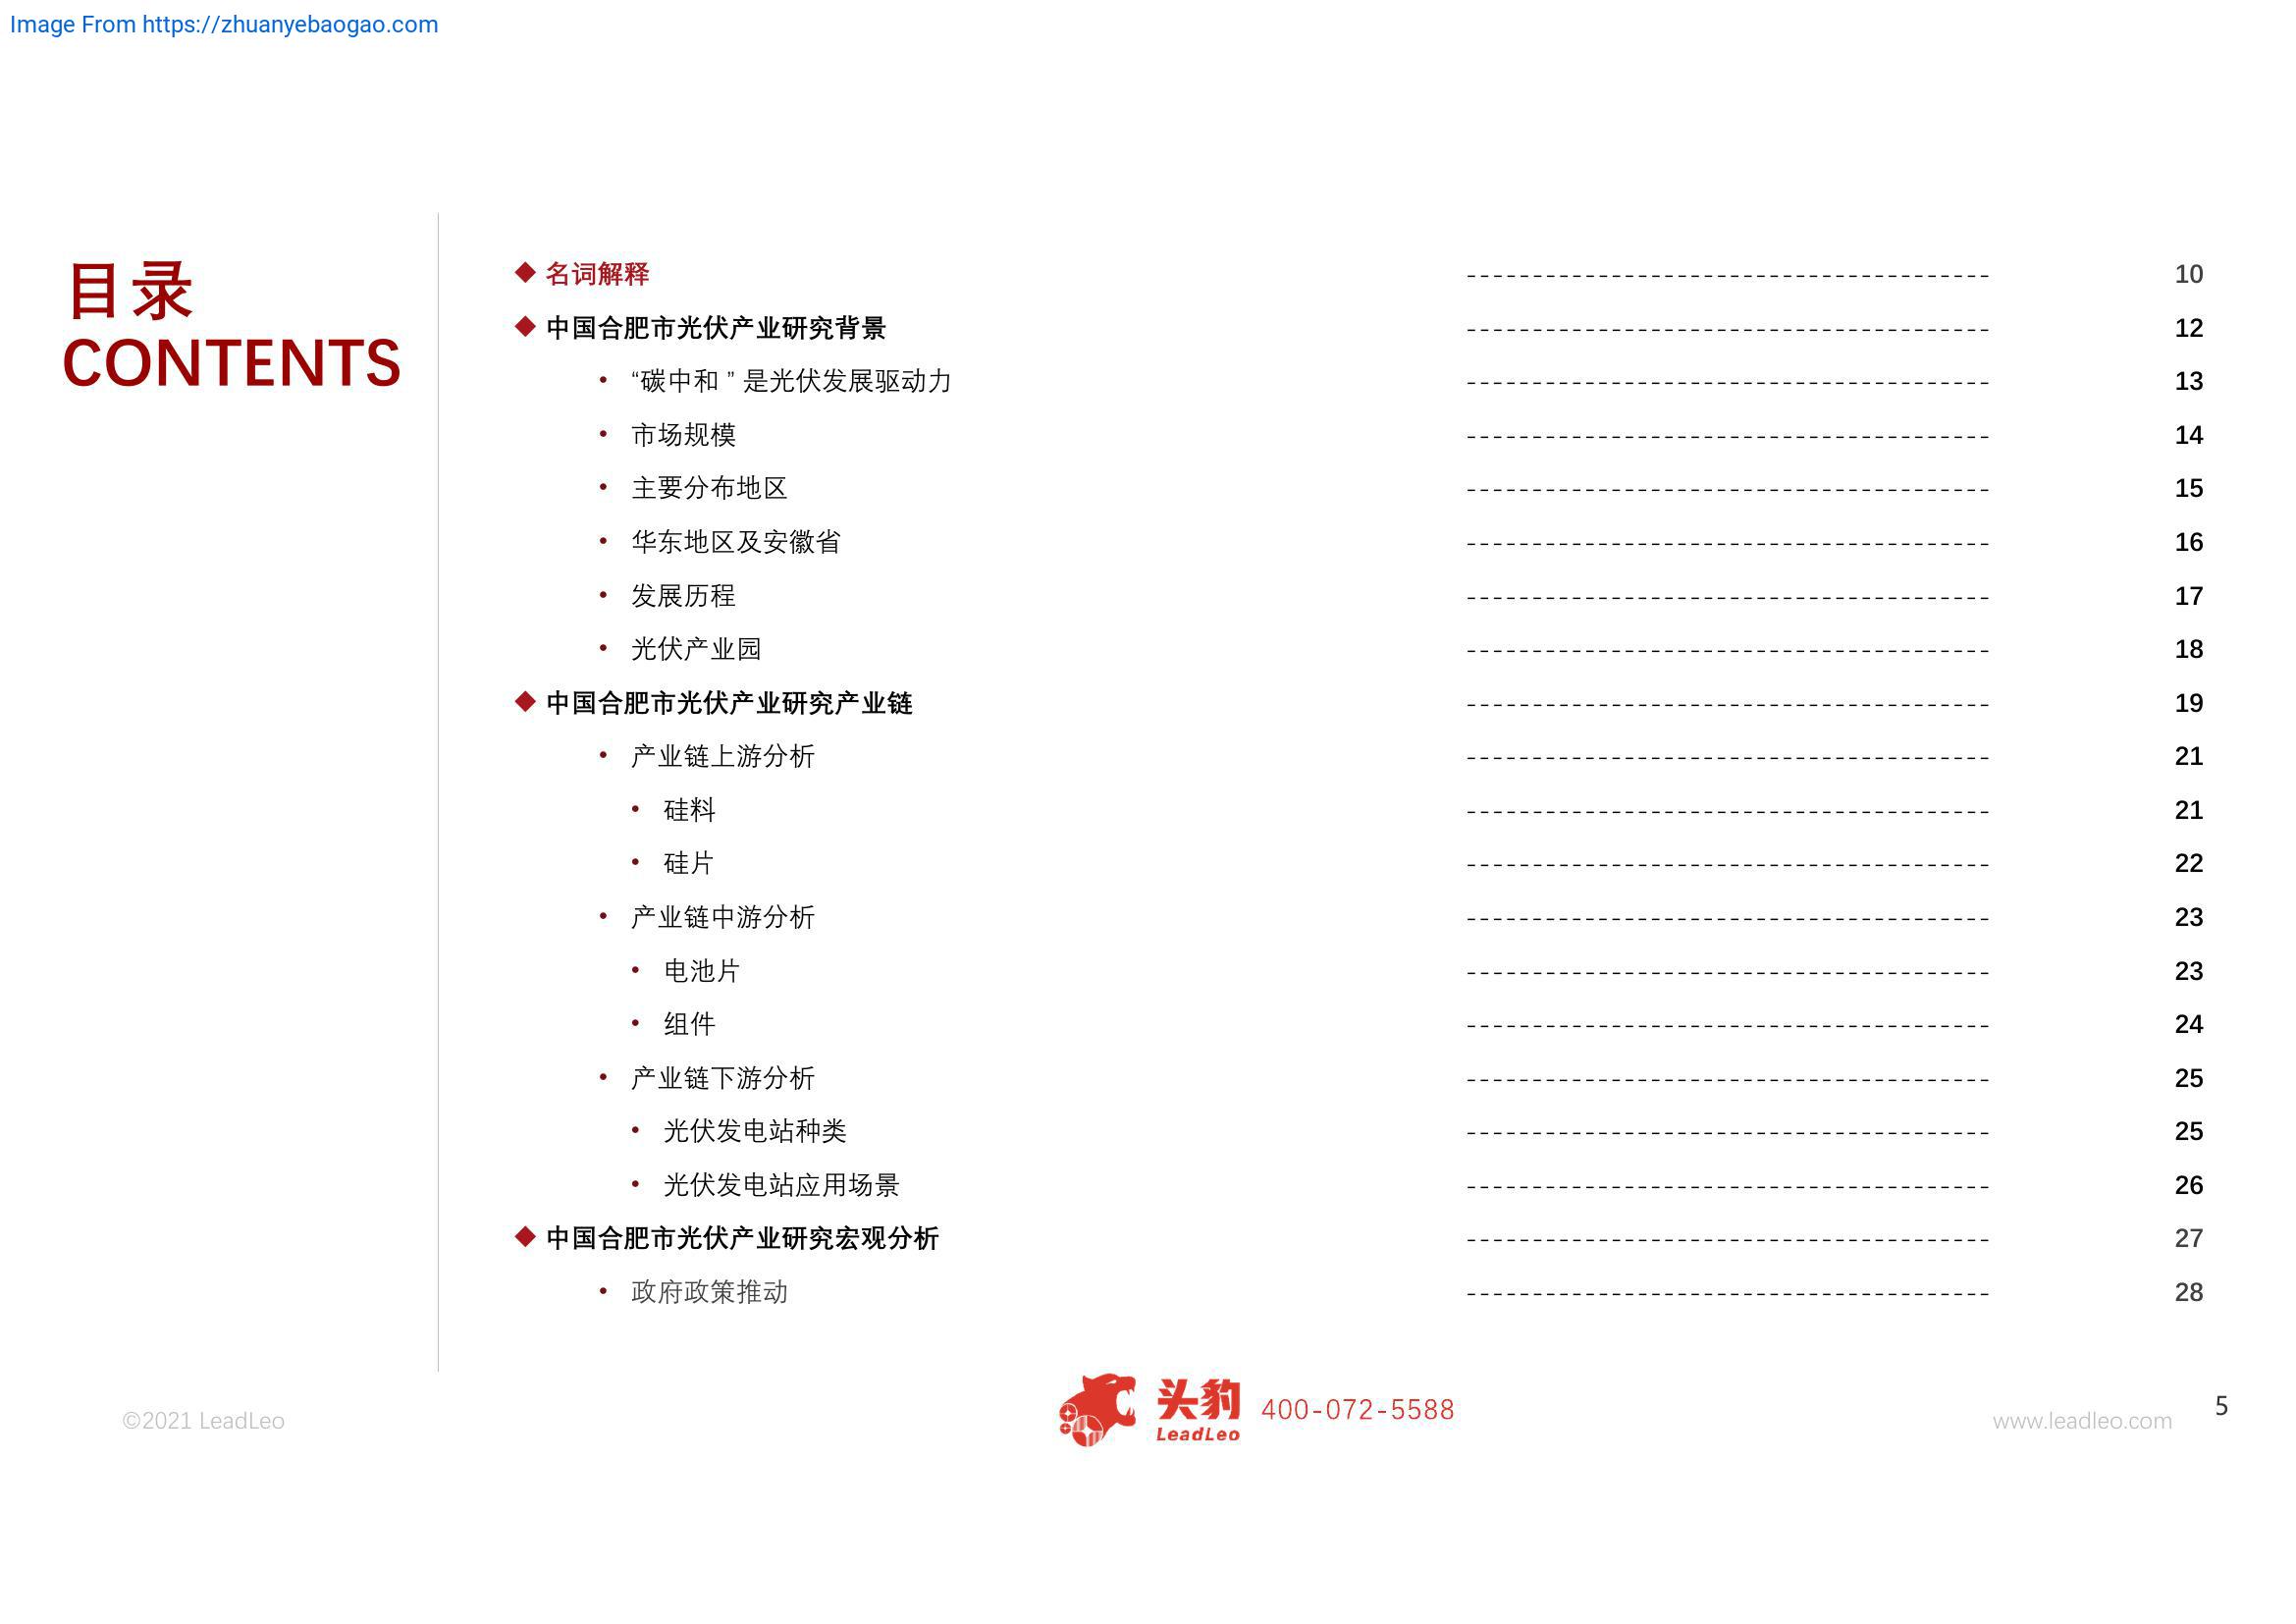 Image From https://zhuanyebaogao.com
目录
CONTENTS
◆ 名词解释 ---------------------------------------- 10
◆ 中国合肥市光伏产业研究背景 ---------------------------------------- 12
• “碳中和 ” 是光伏发展驱动力 ---------------------------------------- 13
• 市场规模 ---------------------------------------- 14
• 主要分布地区 ---------------------------------------- 15
• 华东地区及安徽省 ---------------------------------------- 16
• 发展历程 ---------------------------------------- 17
• 光伏产业园 ---------------------------------------- 18
◆ 中国合肥市光伏产业研究产业链 ---------------------------------------- 19
• 产业链上游分析 ---------------------------------------- 21
• 硅料 ---------------------------------------- 21
• 硅片 ---------------------------------------- 22
• 产业链中游分析 ---------------------------------------- 23
• 电池片 ---------------------------------------- 23
• 组件 ---------------------------------------- 24
• 产业链下游分析 ---------------------------------------- 25
• 光伏发电站种类 ---------------------------------------- 25
• 光伏发电站应用场景 ---------------------------------------- 26
◆ 中国合肥市光伏产业研究宏观分析 ---------------------------------------- 27
• 政府政策推动 ---------------------------------------- 28
©2021 LeadLeo
头豹
LeadLeo
400-072-5588
www.leadleo.com
5